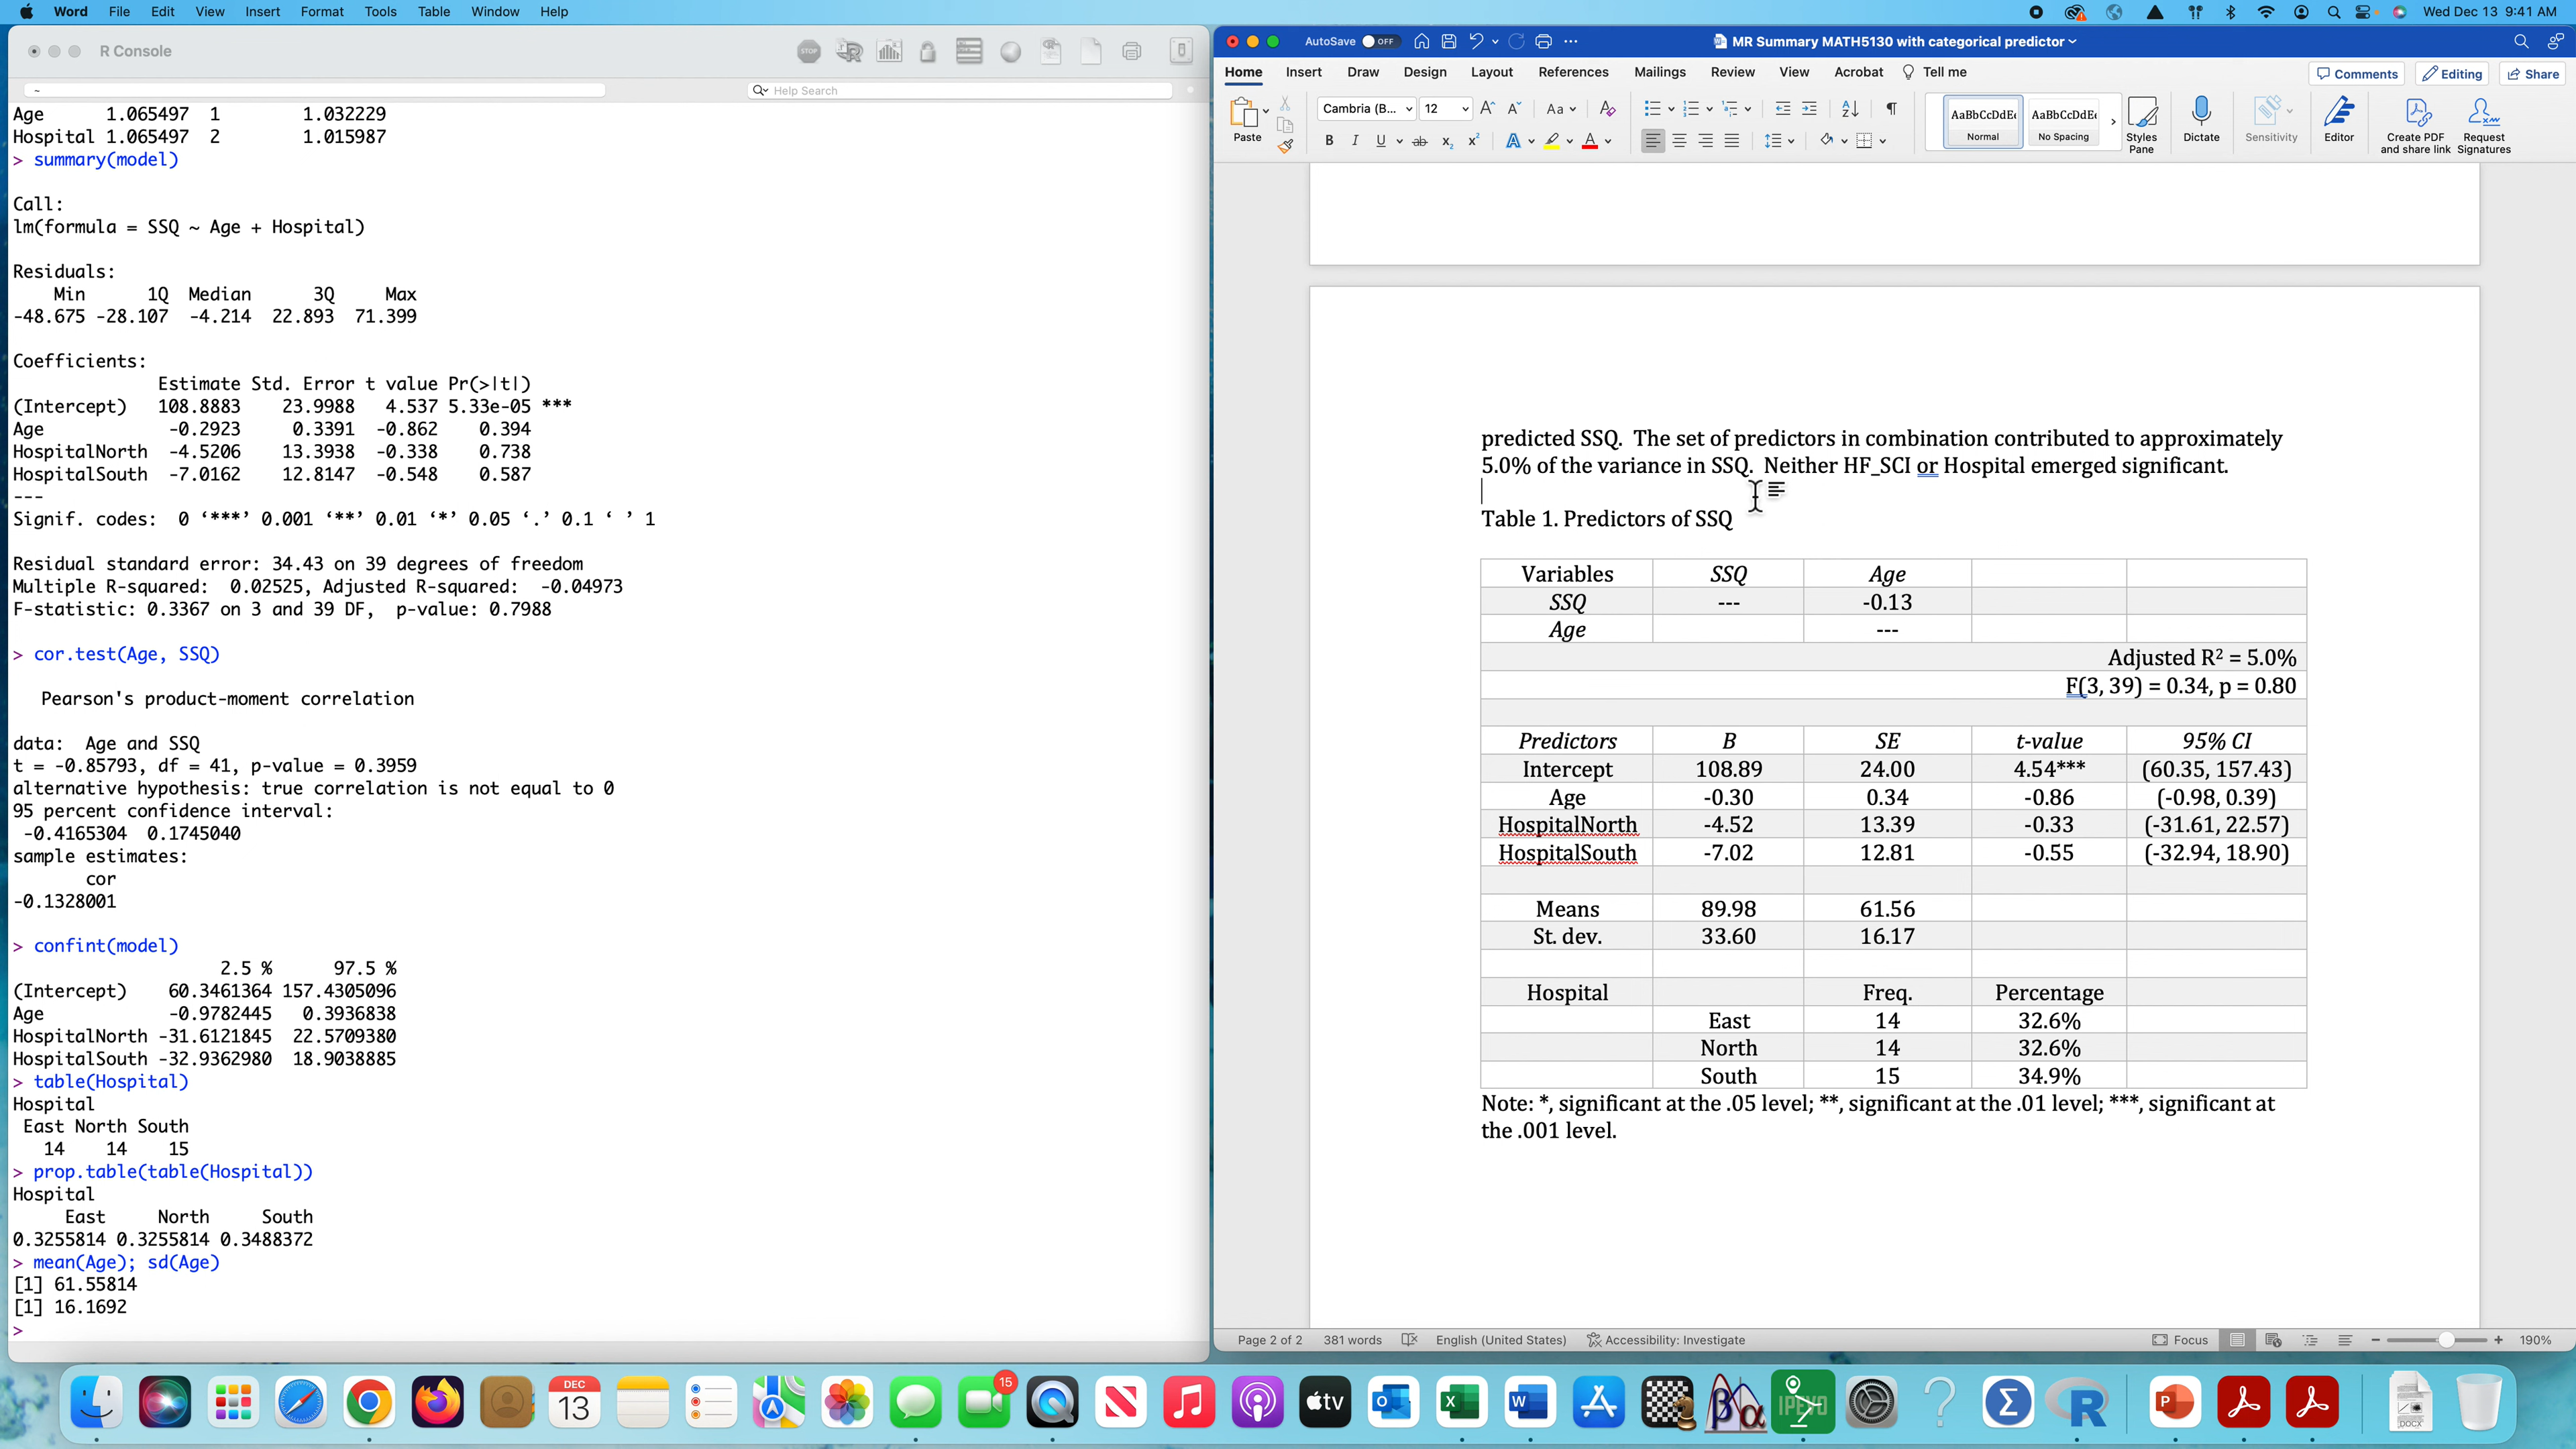 Word File Edit View Insert Format Tools Table Window Help
Wed Dec 13 9:41 AM
R Console
STOP
~
Help Search
Age 1.065497 1 1.032229
Hospital 1.065497 2 1.015987
> summary(model)
Call:
lm(formula = SSQ ~ Age + Hospital)
Residuals:
Min 1Q Median 3Q Max
-48.675 -28.107 -4.214 22.893 71.399
Coefficients:
Estimate Std. Error t value Pr(>|t|)
(Intercept) 108.8883 23.9988 4.537 5.33e-05 ***
Age -0.2923 0.3391 -0.862 0.394
HospitalNorth -4.5206 13.3938 -0.338 0.738
HospitalSouth -7.0162 12.8147 -0.548 0.587
---
Signif. codes: 0 ‘***’ 0.001 ‘**’ 0.01 ‘*’ 0.05 ‘.’ 0.1 ‘ ’ 1
Residual standard error: 34.43 on 39 degrees of freedom
Multiple R-squared: 0.02525, Adjusted R-squared: -0.04973
F-statistic: 0.3367 on 3 and 39 DF, p-value: 0.7988
> cor.test(Age, SSQ)
Pearson's product-moment correlation
data: Age and SSQ
t = -0.85793, df = 41, p-value = 0.3959
alternative hypothesis: true correlation is not equal to 0
95 percent confidence interval:
-0.4165304 0.1745040
sample estimates:
cor
-0.1328001
> confint(model)
2.5 % 97.5 %
(Intercept) 60.3461364 157.4305096
Age -0.9782445 0.3936838
HospitalNorth -31.6121845 22.5709380
HospitalSouth -32.9362980 18.9038885
> table(Hospital)
Hospital
East North South
14 14 15
> prop.table(table(Hospital))
Hospital
East North South
0.3255814 0.3255814 0.3488372
> mean(Age); sd(Age)
[1] 61.55814
[1] 16.1692
>
AutoSave OFF
MR Summary MATH5130 with categorical predictor
Home Insert Draw Design Layout References Mailings Review View Acrobat Tell me
Comments Editing Share
Paste
Cambria (B... 12
Aa
AaBbCcDdEe AaBbCcDdEe
Normal No Spacing
Styles Pane
Dictate
Sensitivity
Editor
Create PDF and share link
Request Signatures
predicted SSQ. The set of predictors in combination contributed to approximately
5.0% of the variance in SSQ. Neither HF_SCI or Hospital emerged significant.
Table 1. Predictors of SSQ
Variables SSQ Age
SSQ --- -0.13
Age ---
Adjusted R² = 5.0%
F(3, 39) = 0.34, p = 0.80
Predictors B SE t-value 95% CI
Intercept 108.89 24.00 4.54*** (60.35, 157.43)
Age -0.30 0.34 -0.86 (-0.98, 0.39)
HospitalNorth -4.52 13.39 -0.33 (-31.61, 22.57)
HospitalSouth -7.02 12.81 -0.55 (-32.94, 18.90)
Means 89.98 61.56
St. dev. 33.60 16.17
Hospital Freq. Percentage
East 14 32.6%
North 14 32.6%
South 15 34.9%
Note: *, significant at the .05 level; **, significant at the .01 level; ***, significant at
the .001 level.
Page 2 of 2 381 words English (United States) Accessibility: Investigate
Focus
190%
DEC
13
15
tv
IPEVO
DOCX